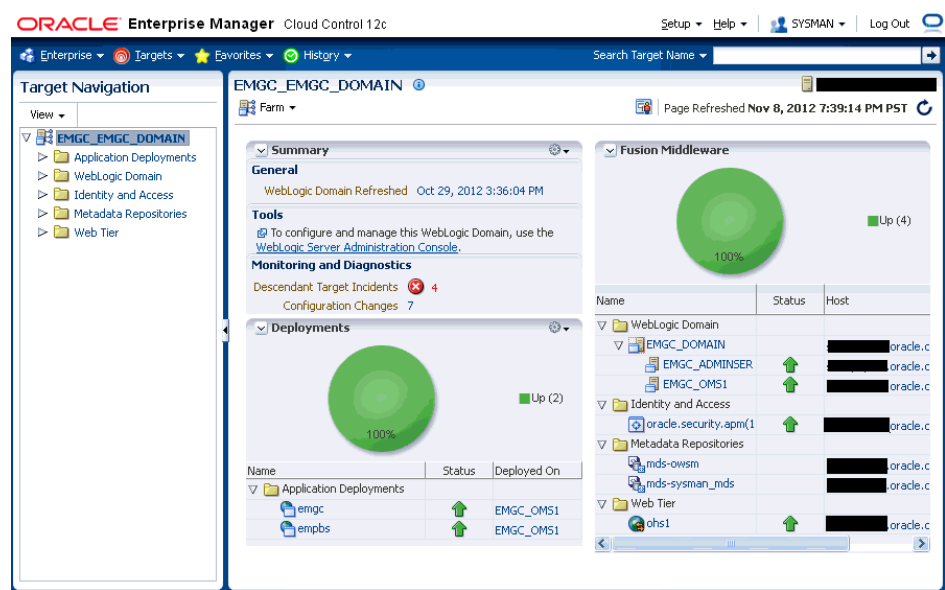 ORACLE Enterprise Manager Cloud Control 12c
Setup Help SYSMAN Log Out
Enterprise Targets Favorites History Search Target Name
Target Navigation
View
EMGC_EMGC_DOMAIN
Application Deployments
WebLogic Domain
Identity and Access
Metadata Repositories
Web Tier
EMGC_EMGC_DOMAIN
Farm
Page Refreshed Nov 8, 2012 7:39:14 PM PST
Summary
General
WebLogic Domain Refreshed Oct 29, 2012 3:36:04 PM
Tools
To configure and manage this WebLogic Domain, use the
WebLogic Server Administration Console.
Monitoring and Diagnostics
Descendant Target Incidents 4
Configuration Changes 7
Deployments
100%
Up (2)
Name Status Deployed On
Application Deployments
emgc EMGC_OMS1
empbs EMGC_OMS1
Fusion Middleware
100%
Up (4)
Name Status Host
WebLogic Domain
EMGC_DOMAIN oracle.c
EMGC_ADMINSER oracle.c
EMGC_OMS1 oracle.c
Identity and Access
oracle.security.apm(1 oracle.c
Metadata Repositories
mds-owsm .oracle.c
mds-sysman_mds .oracle.c
Web Tier
ohs1 .oracle.c